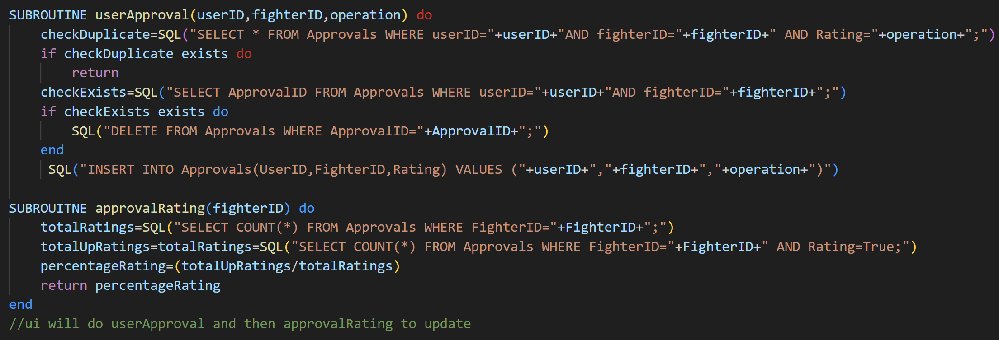 SUBROUTINE userApproval(userID,fighterID,operation) do
checkDuplicate=SQL("SELECT * FROM Approvals WHERE userID="+userID+"AND fighterID="+fighterID+" AND Rating="+operation+";")
if checkDuplicate exists do
return
checkExists=SQL("SELECT ApprovalID FROM Approvals WHERE userID="+userID+"AND fighterID="+fighterID+";")
if checkExists exists do
SQL("DELETE FROM Approvals WHERE ApprovalID="+ApprovalID+";")
end
SQL("INSERT INTO Approvals(UserID,FighterID,Rating) VALUES ("+userID+","+fighterID+","+operation+")")
SUBROUITNE approvalRating(fighterID) do
totalRatings=SQL("SELECT COUNT(*) FROM Approvals WHERE FighterID="+FighterID+";")
totalUpRatings=totalRatings=SQL("SELECT COUNT(*) FROM Approvals WHERE FighterID="+FighterID+" AND Rating=True;")
percentageRating=(totalUpRatings/totalRatings)
return percentageRating
end
//ui will do userApproval and then approvalRating to update